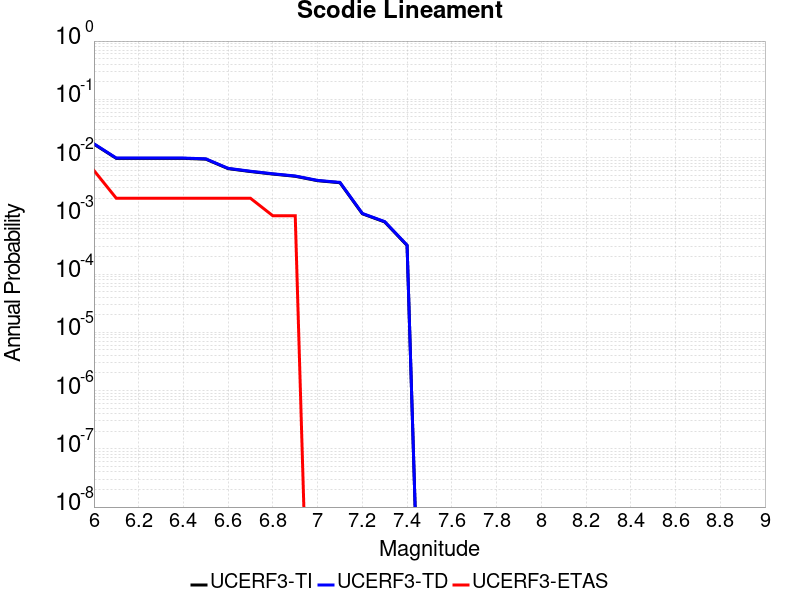 Scodie Lineament
10^0
10^-1
10^-2
10^-3
10^-4
10^-5
10^-6
10^-7
10^-8
Annual Probability
6 6.2 6.4 6.6 6.8 7 7.2 7.4 7.6 7.8 8 8.2 8.4 8.6 8.8 9
Magnitude
UCERF3-TI UCERF3-TD UCERF3-ETAS